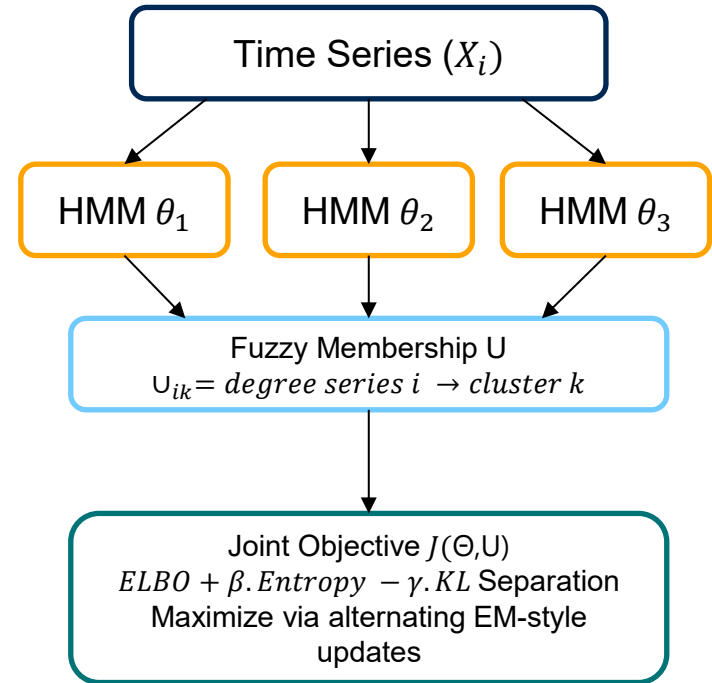 Time Series (𝑋ᵢ)
HMM 𝜃₁
HMM 𝜃₂
HMM 𝜃₃
Fuzzy Membership U
∪ᵢₖ= degree series i → cluster k
Joint Objective J(Θ,U)
ELBO + β.Entropy − γ.KL Separation
Maximize via alternating EM-style
updates